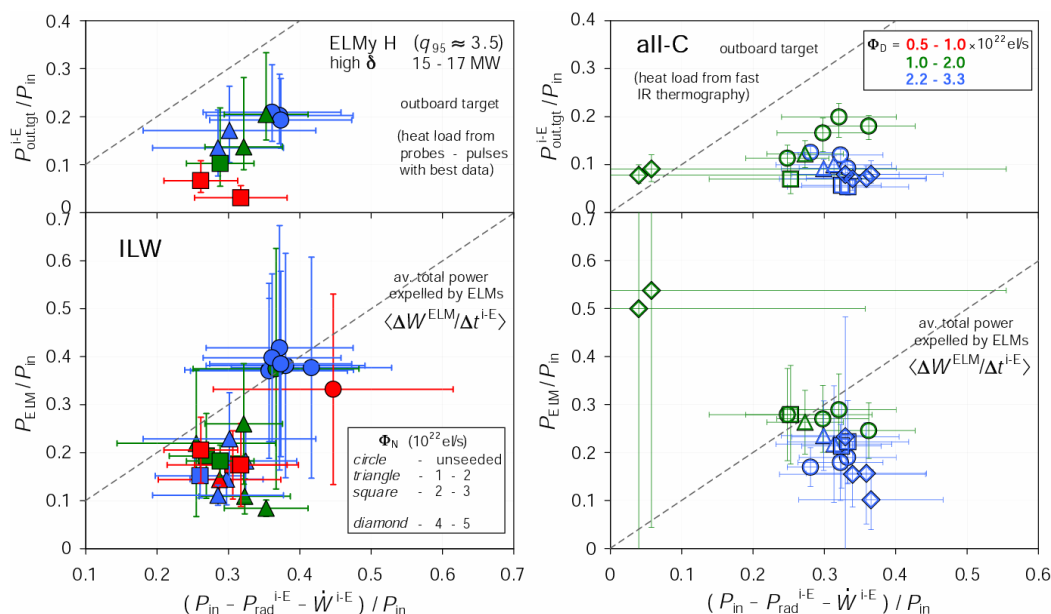 0.4
0.3
0.2
0.1
0
P^i-E_out.tgt / P_in
ELMy H (q_95 ≈ 3.5)
high δ 15 - 17 MW
outboard target
(heat load from
probes - pulses
with best data)
0.7
0.6
0.5
0.4
0.3
0.2
0.1
0
P_ELM / P_in
ILW
av. total power
expelled by ELMs
⟨ΔW^ELM/Δt^i-E⟩
Φ_N (10^22 el/s)
circle - unseeded
triangle - 1 - 2
square - 2 - 3
diamond - 4 - 5
0.1 0.2 0.3 0.4 0.5 0.6 0.7
( P_in - P_rad^i-E - Ẇ^i-E ) / P_in
0.4
0.3
0.2
0.1
0
P^i-E_out.tgt / P_in
all-C
outboard target
(heat load from fast
IR thermography)
Φ_D = 0.5 - 1.0 ×10^22 el/s
1.0 - 2.0
2.2 - 3.3
0.7
0.6
0.5
0.4
0.3
0.2
0.1
0
P_ELM / P_in
av. total power
expelled by ELMs
⟨ΔW^ELM/Δt^i-E⟩
0 0.1 0.2 0.3 0.4 0.5 0.6
( P_in - P_rad^i-E - Ẇ^i-E ) / P_in